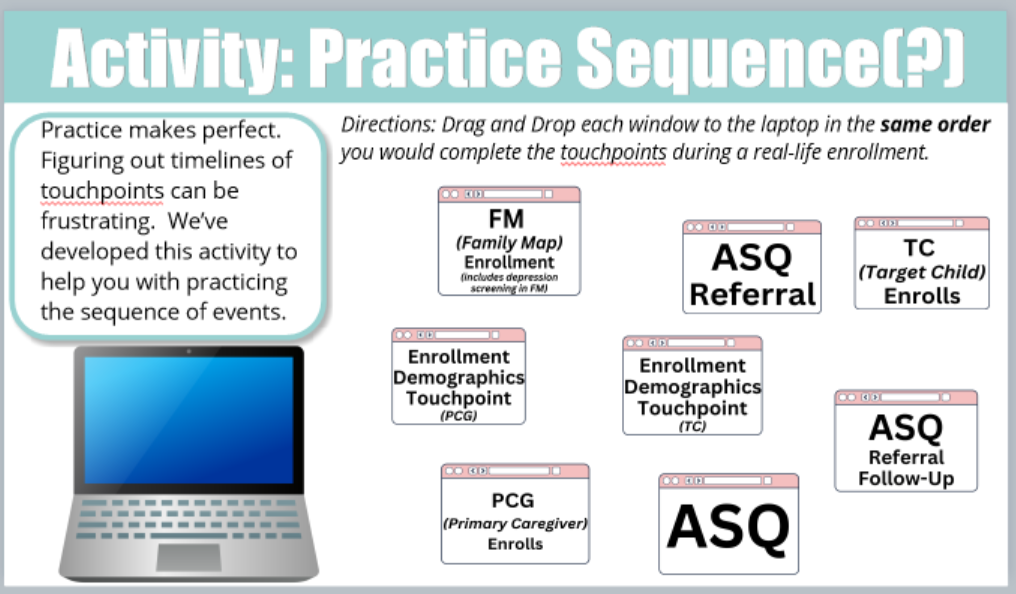 Activity: Practice Sequence(?)
Practice makes perfect.
Figuring out timelines of
touchpoints can be
frustrating.  We've
developed this activity to
help you with practicing
the sequence of events.
Directions: Drag and Drop each window to the laptop in the same order
you would complete the touchpoints during a real-life enrollment.
FM
(Family Map)
Enrollment
(includes depression
screening in FM)
ASQ
Referral
TC
(Target Child)
Enrolls
Enrollment
Demographics
Touchpoint
(PCG)
Enrollment
Demographics
Touchpoint
(TC)
ASQ
Referral
Follow-Up
PCG
(Primary Caregiver)
Enrolls
ASQ